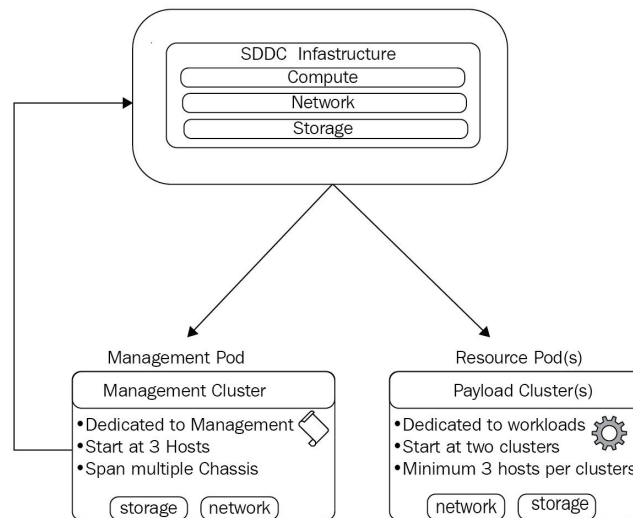 SDDC Infastructure
Compute
Network
Storage
Management Pod
Management Cluster
•Dedicated to Management
•Start at 3 Hosts
•Span multiple Chassis
storage
network
Resource Pod(s)
Payload Cluster(s)
•Dedicated to workloads
•Start at two clusters
•Minimum 3 hosts per clusters
network
storage